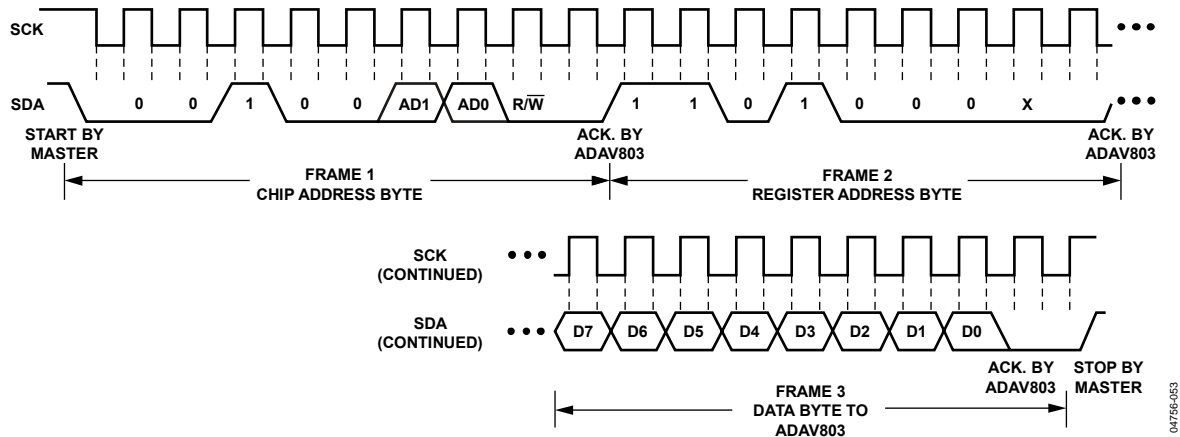 SCK
SDA 0 0 1 0 0 AD1 AD0 R/W̅ 1 1 0 1 0 0 0 X
START BY
MASTER
ACK. BY
ADAV803
ACK. BY
ADAV803
FRAME 1
CHIP ADDRESS BYTE
FRAME 2
REGISTER ADDRESS BYTE
SCK
(CONTINUED)
SDA
(CONTINUED)
D7 D6 D5 D4 D3 D2 D1 D0
ACK. BY
ADAV803
STOP BY
MASTER
FRAME 3
DATA BYTE TO
ADAV803
04756-053